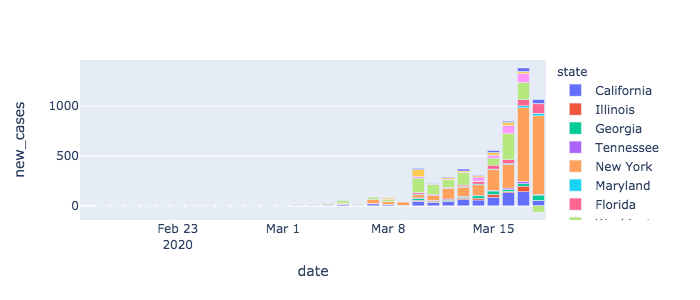 state
California
Illinois
Georgia
Tennessee
New York
Maryland
Florida
new_cases
1000
500
0
Feb 23
2020
Mar 1
Mar 8
Mar 15
date